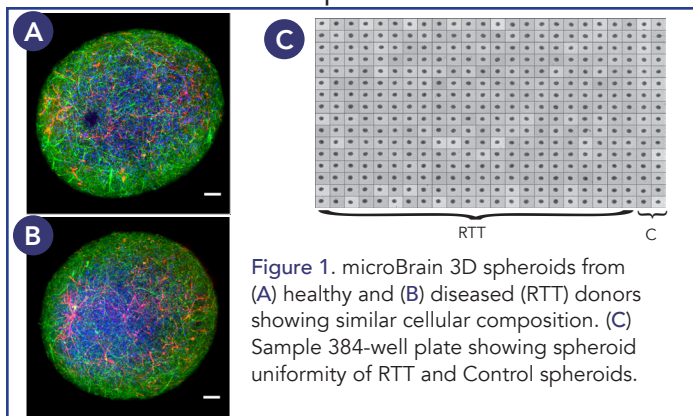 A
C
B
RTT
C
Figure 1. microBrain 3D spheroids from
(A) healthy and (B) diseased (RTT) donors
showing similar cellular composition. (C)
Sample 384-well plate showing spheroid
uniformity of RTT and Control spheroids.